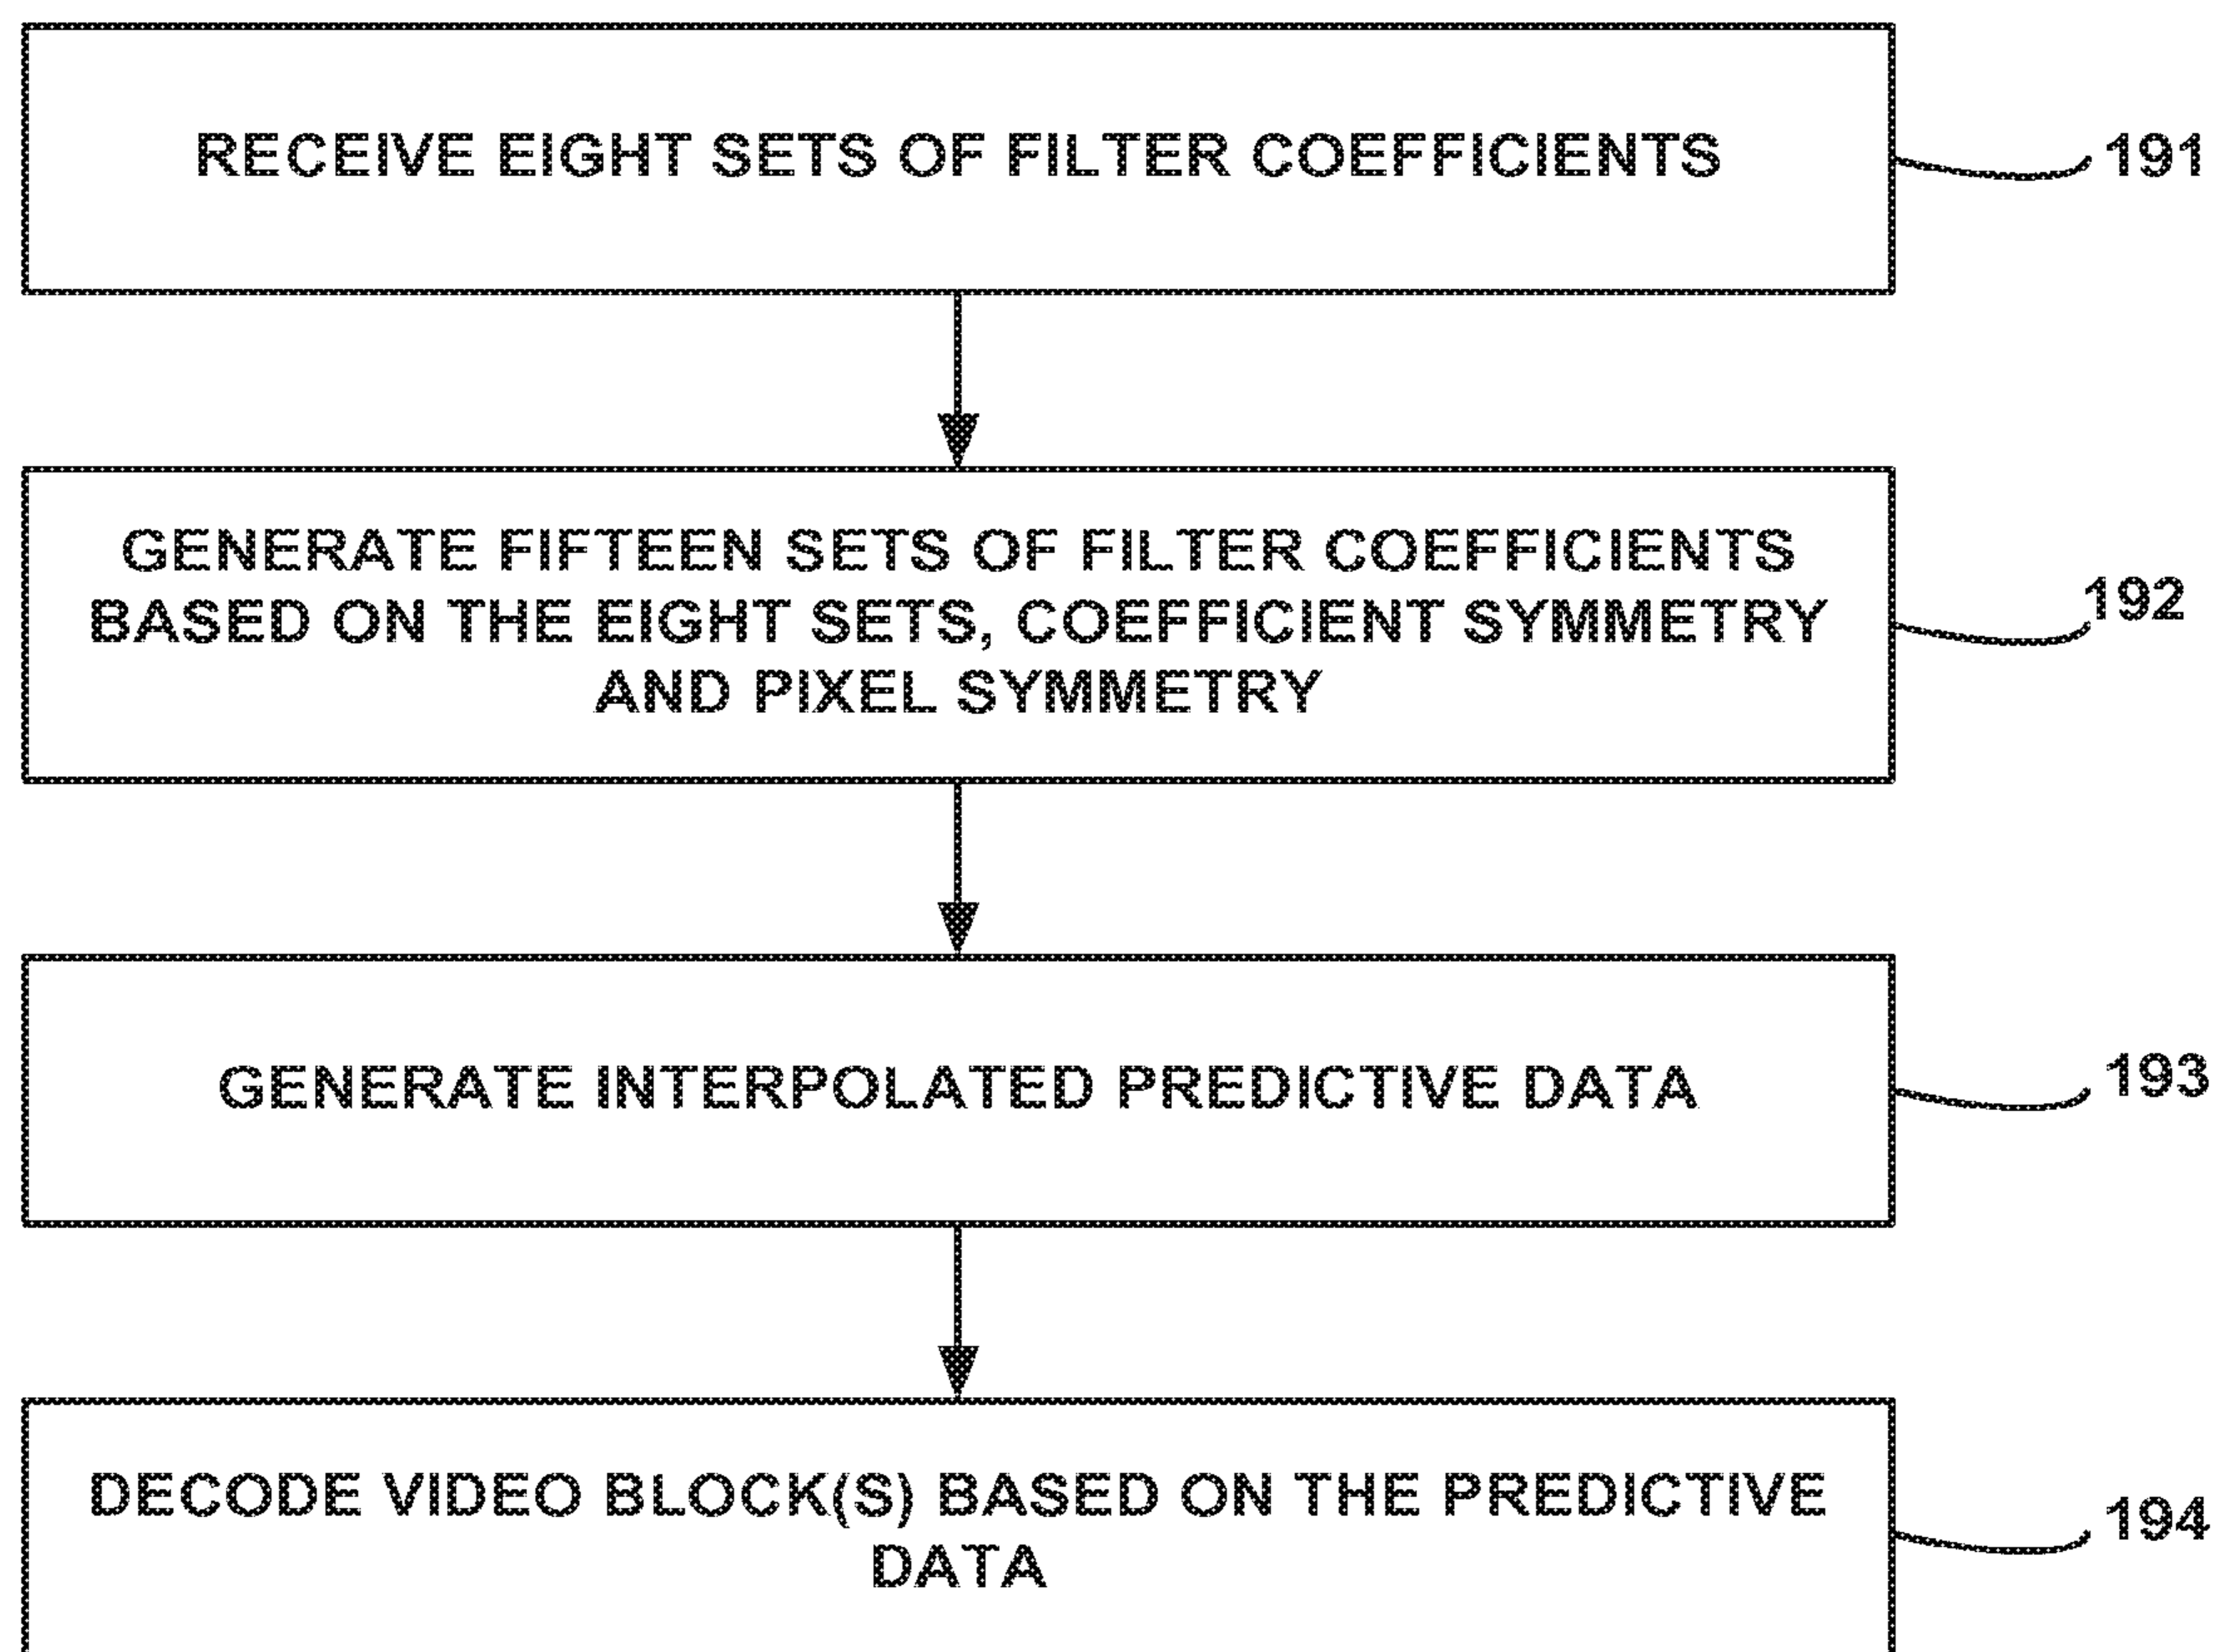 RECEIVE EIGHT SETS OF FILTER COEFFICIENTS
191
GENERATE FIFTEEN SETS OF FILTER COEFFICIENTS
BASED ON THE EIGHT SETS, COEFFICIENT SYMMETRY
AND PIXEL SYMMETRY
192
GENERATE INTERPOLATED PREDICTIVE DATA
193
DECODE VIDEO BLOCK(S) BASED ON THE PREDICTIVE
DATA
194